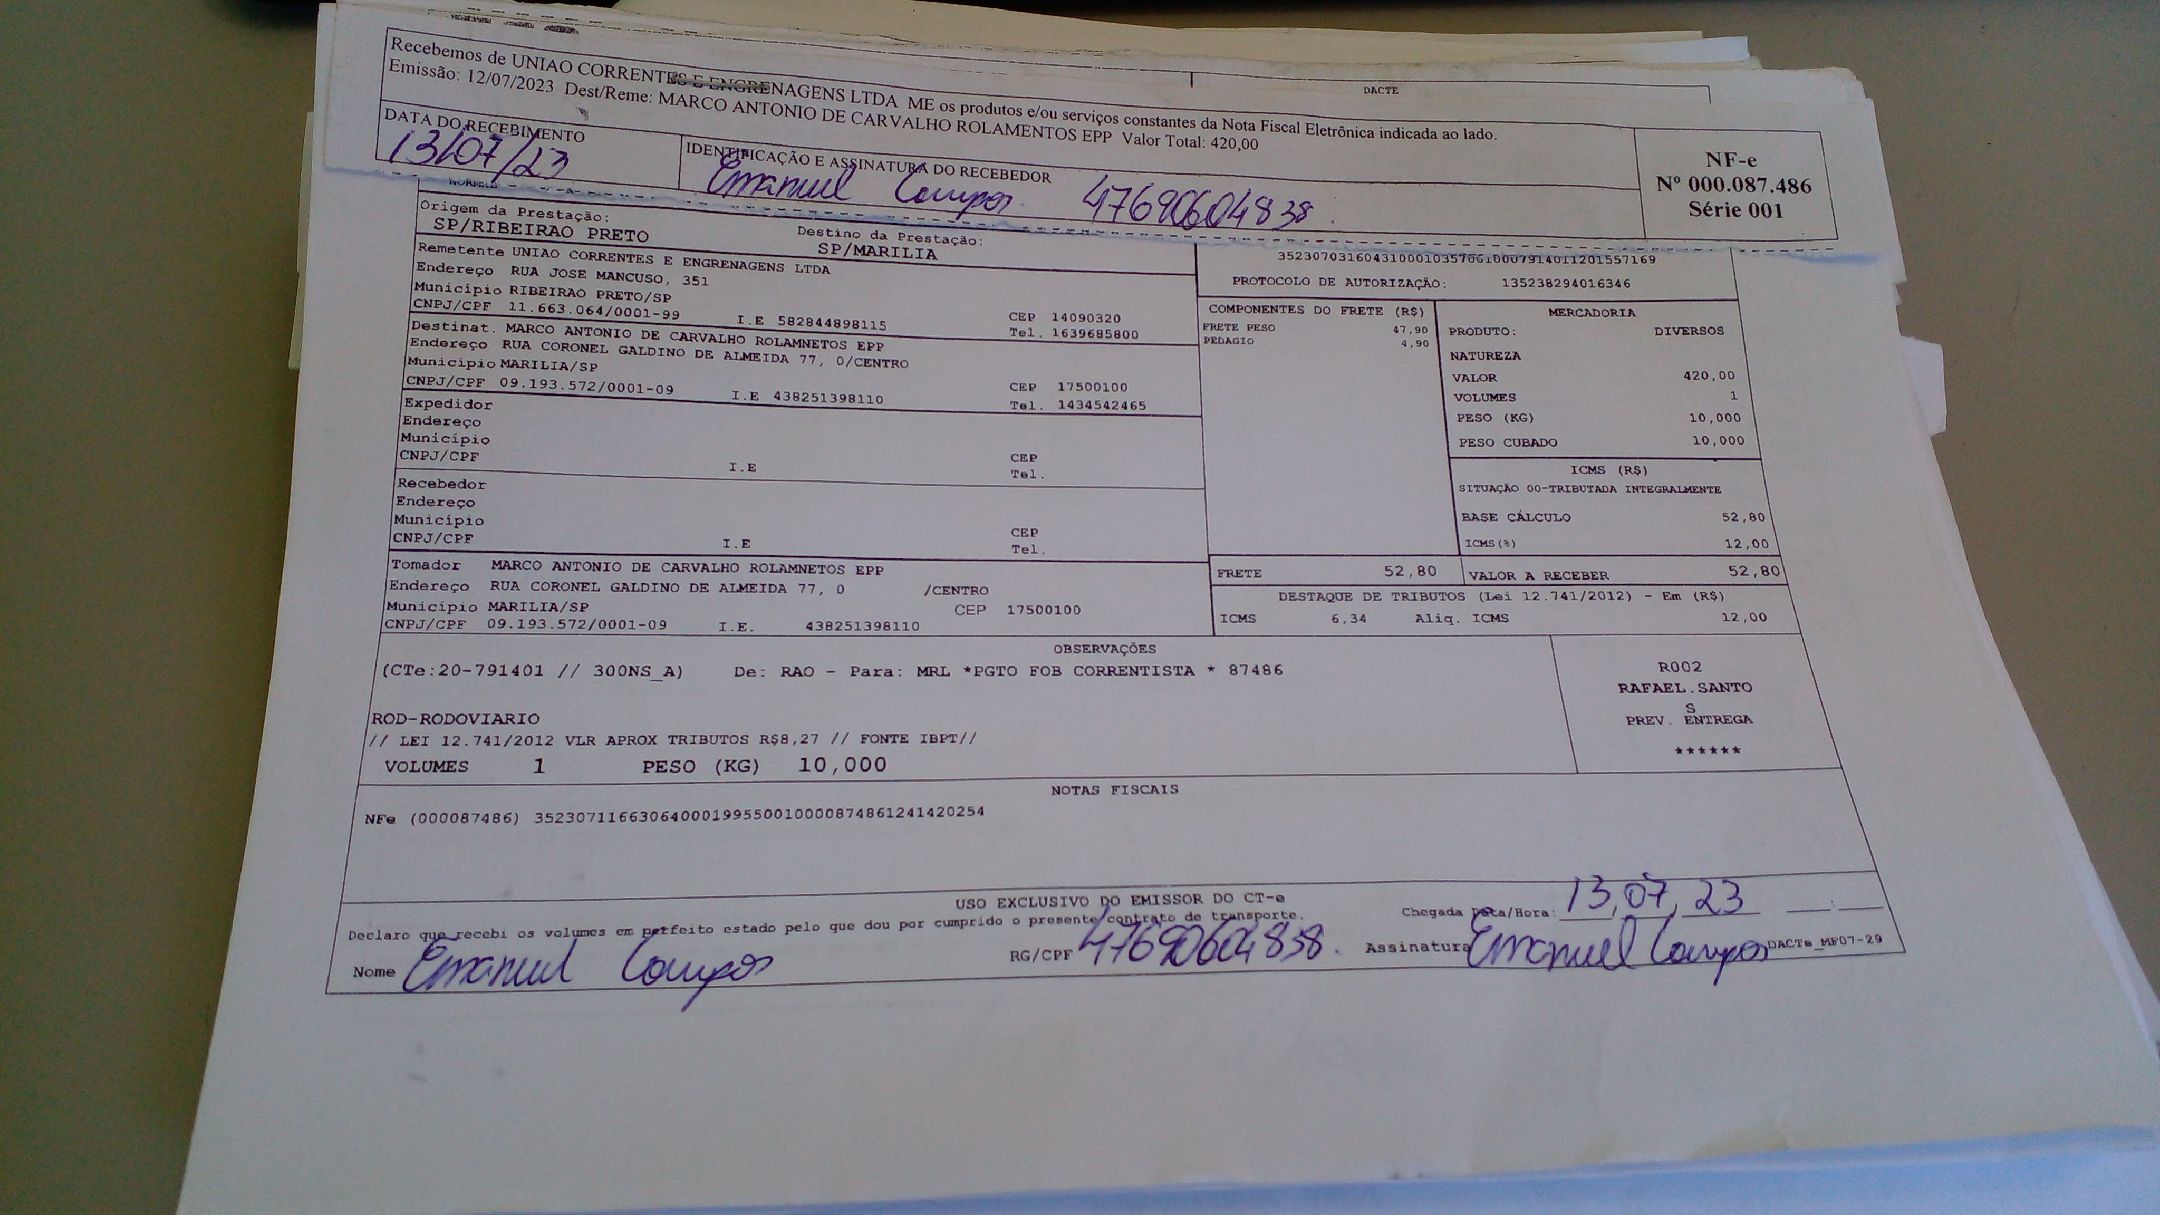 DACTE
Recebemos de UNIAO CORRENTES E ENGRENAGENS LTDA ME os produtos e/ou serviços constantes da Nota Fiscal Eletrônica indicada ao lado.
Emissão: 12/07/2023 Dest/Reme: MARCO ANTONIO DE CARVALHO ROLAMENTOS EPP Valor Total: 420,00
DATA DO RECEBIMENTO
13/07/23
IDENTIFICAÇÃO E ASSINATURA DO RECEBEDOR
Emanuel Campos 47690604838.
NF-e
Nº 000.087.486
Série 001
Origem da Prestação:
SP/RIBEIRAO PRETO
Destino da Prestação:
SP/MARILIA
Remetente UNIAO CORRENTES E ENGRENAGENS LTDA
Endereço RUA JOSE MANCUSO, 351
Município RIBEIRAO PRETO/SP CEP 14090320
CNPJ/CPF 11.663.064/0001-99 I.E 582844898115 Tel. 1639685800
Destinat. MARCO ANTONIO DE CARVALHO ROLAMNETOS EPP
Endereço RUA CORONEL GALDINO DE ALMEIDA 77, 0/CENTRO
Município MARILIA/SP CEP 17500100
CNPJ/CPF 09.193.572/0001-09 I.E 438251398110 Tel. 1434542465
Expedidor
Endereço
Município CEP
CNPJ/CPF I.E Tel.
Recebedor
Endereço
Município CEP
CNPJ/CPF I.E Tel.
Tomador MARCO ANTONIO DE CARVALHO ROLAMNETOS EPP
Endereço RUA CORONEL GALDINO DE ALMEIDA 77, 0 /CENTRO
Município MARILIA/SP CEP 17500100
CNPJ/CPF 09.193.572/0001-09 I.E. 438251398110
PROTOCOLO DE AUTORIZAÇÃO: 135238294016346
COMPONENTES DO FRETE (R$)
FRETE PESO 47,90
PEDAGIO 4,90
MERCADORIA
PRODUTO: DIVERSOS
NATUREZA
VALOR 420,00
VOLUMES 1
PESO (KG) 10,000
PESO CUBADO 10,000
ICMS (R$)
SITUAÇÃO 00-TRIBUTADA INTEGRALMENTE
BASE CÁLCULO 52,80
ICMS(%) 12,00
FRETE 52,80 VALOR A RECEBER 52,80
DESTAQUE DE TRIBUTOS (Lei 12.741/2012) - Em (R$)
ICMS 6,34 Aliq. ICMS 12,00
OBSERVAÇÕES
(CTe:20-791401 // 300NS_A) De: RAO - Para: MRL *PGTO FOB CORRENTISTA * 87486
ROD-RODOVIARIO
// LEI 12.741/2012 VLR APROX TRIBUTOS R$8,27 // FONTE IBPT//
VOLUMES 1 PESO (KG) 10,000
R002
RAFAEL.SANTO
S
PREV. ENTREGA
******
NOTAS FISCAIS
NFe (000087486) 35230711663064000199550010000874861241420254
USO EXCLUSIVO DO EMISSOR DO CT-e
Declaro que recebi os volumes em perfeito estado pelo que dou por cumprido o presente contrato de transporte.
Chegada Data/Hora: 13,07,23 __:__
Nome Emanuel Campos RG/CPF 47690604838. Assinatura Emanuel Campos DACTe_MF07-29